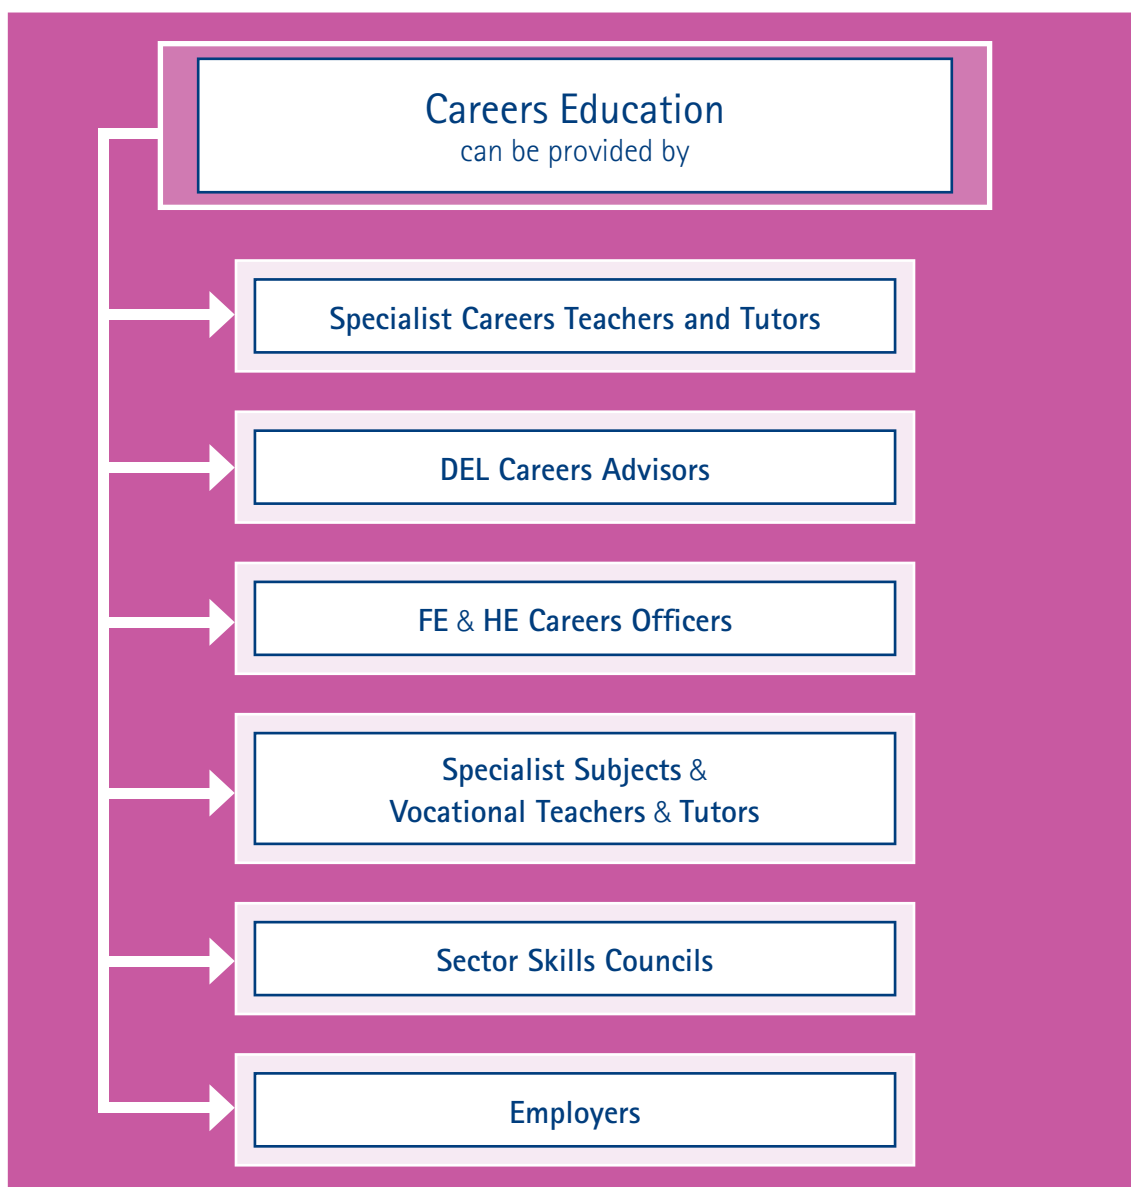 Careers Education
can be provided by
Specialist Careers Teachers and Tutors
DEL Careers Advisors
FE & HE Careers Officers
Specialist Subjects &
Vocational Teachers & Tutors
Sector Skills Councils
Employers